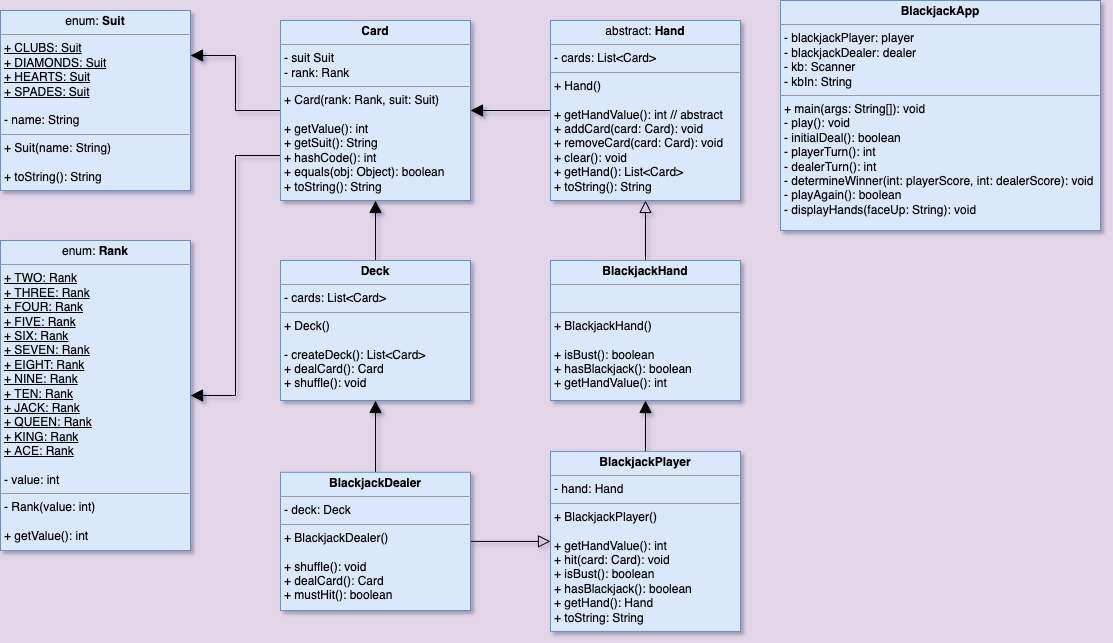 enum: Suit
+ CLUBS: Suit
+ DIAMONDS: Suit
+ HEARTS: Suit
+ SPADES: Suit
- name: String
+ Suit(name: String)
+ toString(): String
enum: Rank
+ TWO: Rank
+ THREE: Rank
+ FOUR: Rank
+ FIVE: Rank
+ SIX: Rank
+ SEVEN: Rank
+ EIGHT: Rank
+ NINE: Rank
+ TEN: Rank
+ JACK: Rank
+ QUEEN: Rank
+ KING: Rank
+ ACE: Rank
- value: int
- Rank(value: int)
+ getValue(): int
Card
- suit Suit
- rank: Rank
+ Card(rank: Rank, suit: Suit)
+ getValue(): int
+ getSuit(): String
+ hashCode(): int
+ equals(obj: Object): boolean
+ toString(): String
Deck
- cards: List<Card>
+ Deck()
- createDeck(): List<Card>
+ dealCard(): Card
+ shuffle(): void
BlackjackDealer
- deck: Deck
+ BlackjackDealer()
+ shuffle(): void
+ dealCard(): Card
+ mustHit(): boolean
abstract: Hand
- cards: List<Card>
+ Hand()
+ getHandValue(): int // abstract
+ addCard(card: Card): void
+ removeCard(card: Card): void
+ clear(): void
+ getHand(): List<Card>
+ toString(): String
BlackjackHand
+ BlackjackHand()
+ isBust(): boolean
+ hasBlackjack(): boolean
+ getHandValue(): int
BlackjackPlayer
- hand: Hand
+ BlackjackPlayer()
+ getHandValue(): int
+ hit(card: Card): void
+ isBust(): boolean
+ hasBlackjack(): boolean
+ getHand(): Hand
+ toString: String
BlackjackApp
- blackjackPlayer: player
- blackjackDealer: dealer
- kb: Scanner
- kbIn: String
+ main(args: String[]): void
- play(): void
- initialDeal(): boolean
- playerTurn(): int
- dealerTurn(): int
- determineWinner(int: playerScore, int: dealerScore): void
- playAgain(): boolean
- displayHands(faceUp: String): void